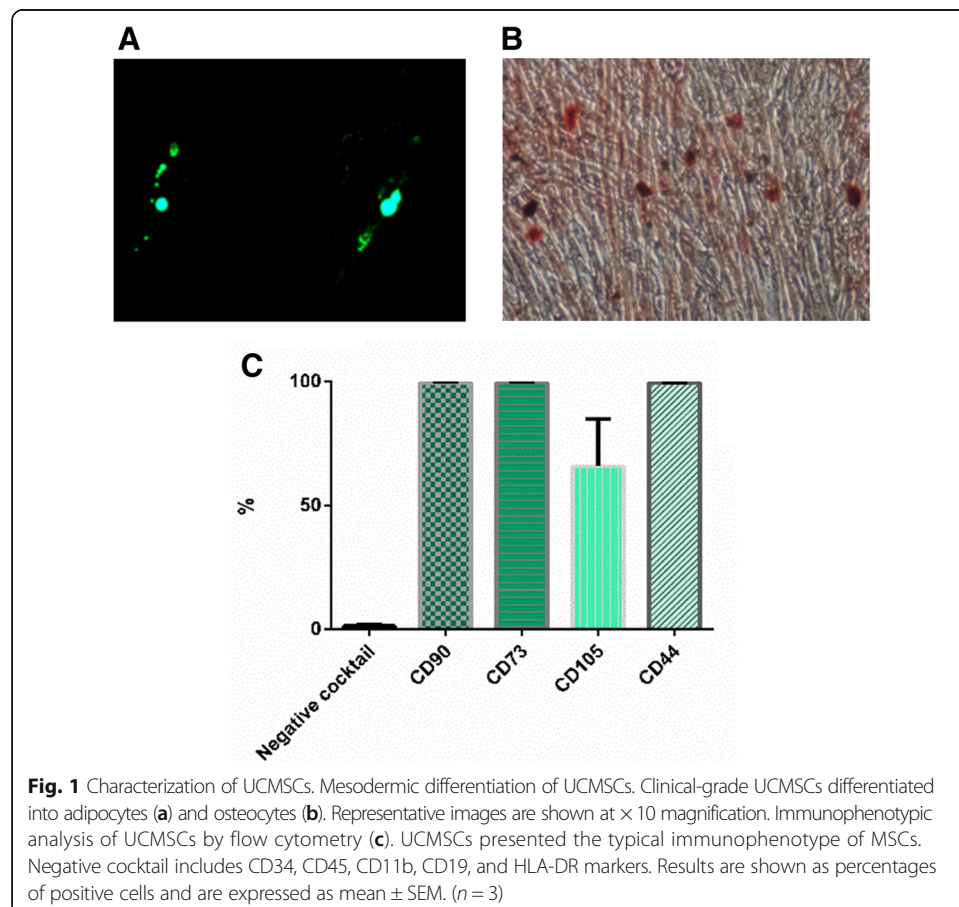 A
B
C
100
50
0
%
Negative cocktail
CD90
CD73
CD105
CD44
Fig. 1 Characterization of UCMSCs. Mesodermic differentiation of UCMSCs. Clinical-grade UCMSCs differentiated
into adipocytes (a) and osteocytes (b). Representative images are shown at × 10 magnification. Immunophenotypic
analysis of UCMSCs by flow cytometry (c). UCMSCs presented the typical immunophenotype of MSCs.
Negative cocktail includes CD34, CD45, CD11b, CD19, and HLA-DR markers. Results are shown as percentages
of positive cells and are expressed as mean ± SEM. (n = 3)